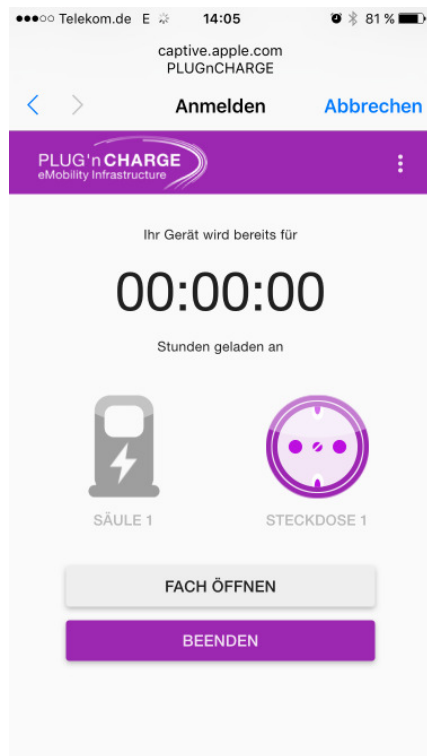 Telekom.de E 14:05 81 %
captive.apple.com
PLUGnCHARGE
Anmelden Abbrechen
PLUG'n CHARGE
eMobility Infrastructure
Ihr Gerät wird bereits für
00:00:00
Stunden geladen an
SÄULE 1 STECKDOSE 1
FACH ÖFFNEN
BEENDEN